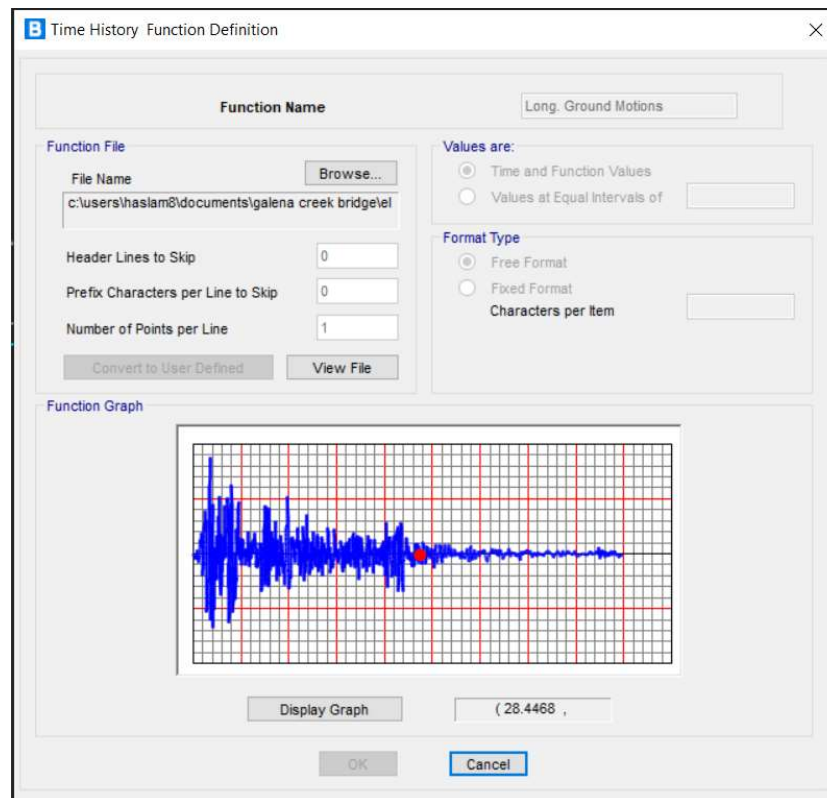 B Time History Function Definition
Function Name Long. Ground Motions
Function File
File Name Browse...
c:\users\haslam8\documents\galena creek bridge\el
Header Lines to Skip 0
Prefix Characters per Line to Skip 0
Number of Points per Line 1
Convert to User Defined View File
Values are:
Time and Function Values
Values at Equal Intervals of
Format Type
Free Format
Fixed Format
Characters per Item
Function Graph
Display Graph ( 28.4468 ,
OK Cancel